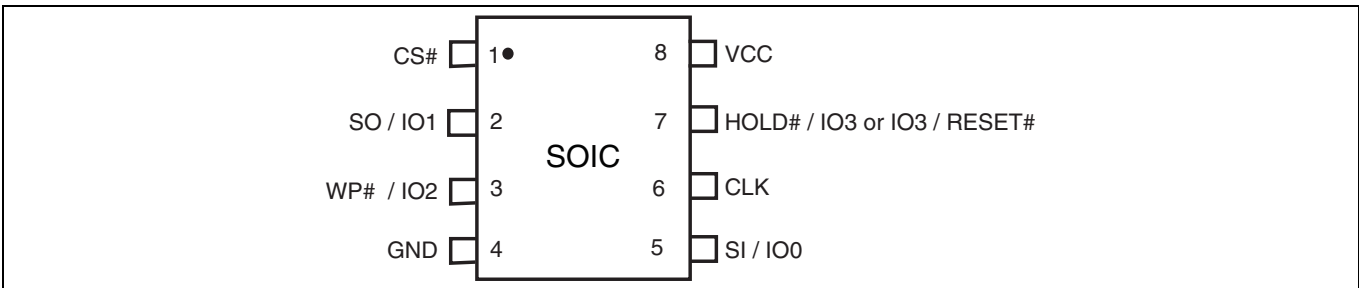 CS# 1 8 VCC
SO / IO1 2 7 HOLD# / IO3 or IO3 / RESET#
SOIC
WP# / IO2 3 6 CLK
GND 4 5 SI / IO0